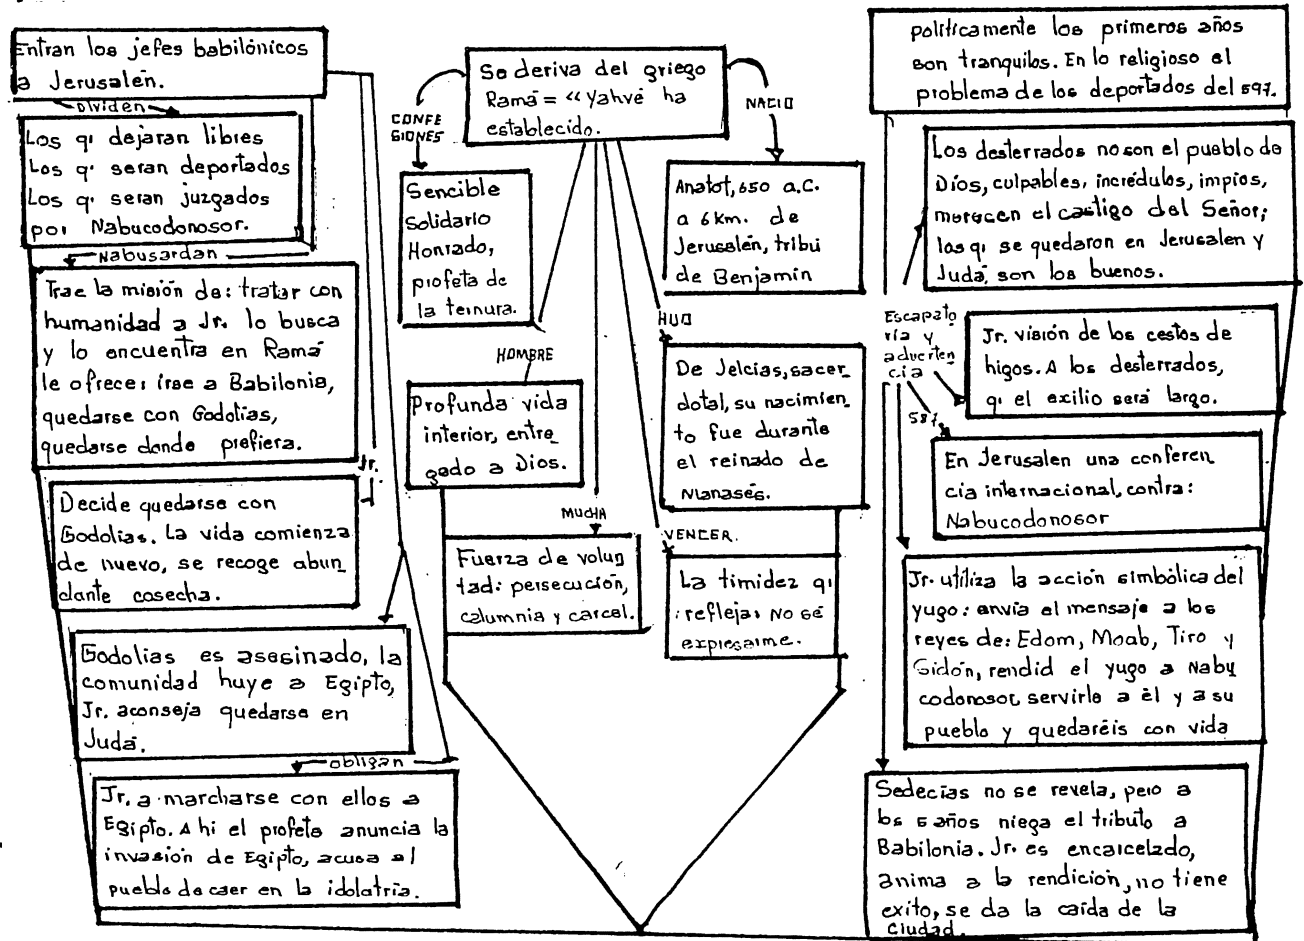 Entran los jefes babilónicos
a Jerusalén.
Dividen
Los q' dejaran libres
Los q' seran deportados
Los q' seran juzgados
por Nabucodonosor.
Nabusardan
Trae la misión de: tratar con
humanidad a Jr. lo busca
y lo encuentra en Ramá
le ofrece: irse a Babilonia,
quedarse con Godolias,
quedarse donde prefiera.
Jr.
Decide quedarse con
Godolias. La vida comienza
de nuevo, se recoge abun
dante cosecha.
Godolias es asesinado, la
comunidad huye a Egipto,
Jr. aconseja quedarse en
Judá.
obligan
Jr. a marcharse con ellos a
Egipto. Ahi el profeta anuncia la
invasión de Egipto, acusa al
pueblo de caer en la idolatría.
Se deriva del griego
Ramá = "Yahvé ha
establecido.
CONFE
SIONES
Sencible
Solidario
Honrado,
profeta de
la ternura.
NACIO
Anatot, 650 a.C.
a 6 km. de
Jerusalén, tribu
de Benjamin
HOMBRE
Profunda vida
interior, entre
gado a Dios.
HIJO
De Jelcias, sacer
dotal, su nacimien
to fue durante
el reinado de
Manasés.
MUCHA
Fuerza de volun
tad: persecución,
calumnia y carcel.
VENCER.
La timidez q'
refleja: No sé
expresarme.
políticamente los primeros años
son tranquilos. En lo religioso el
problema de los deportados del 597.
Los desterrados no son el pueblo de
Dios, culpables, incrédulos, impíos,
merecen el castigo del Señor;
los q' se quedaron en Jerusalen y
Judá, son los buenos.
Escapato
ria y
adverten
cia
Jr. visión de los cestos de
higos. A los desterrados,
q' el exilio será largo.
587
En Jerusalen una conferen
cia internacional, contra:
Nabucodonosor
Jr. utiliza la acción simbólica del
yugo: envía el mensaje a los
reyes de: Edom, Moab, Tiro y
Sidón, rendid el yugo a Nabu
codonosor, servirle a él y a su
pueblo y quedaréis con vida
Sedecías no se revela, pero a
los 5 años niega el tributo a
Babilonia. Jr. es encarcelado,
anima a la rendición, no tiene
exito, se da la caída de la
ciudad.